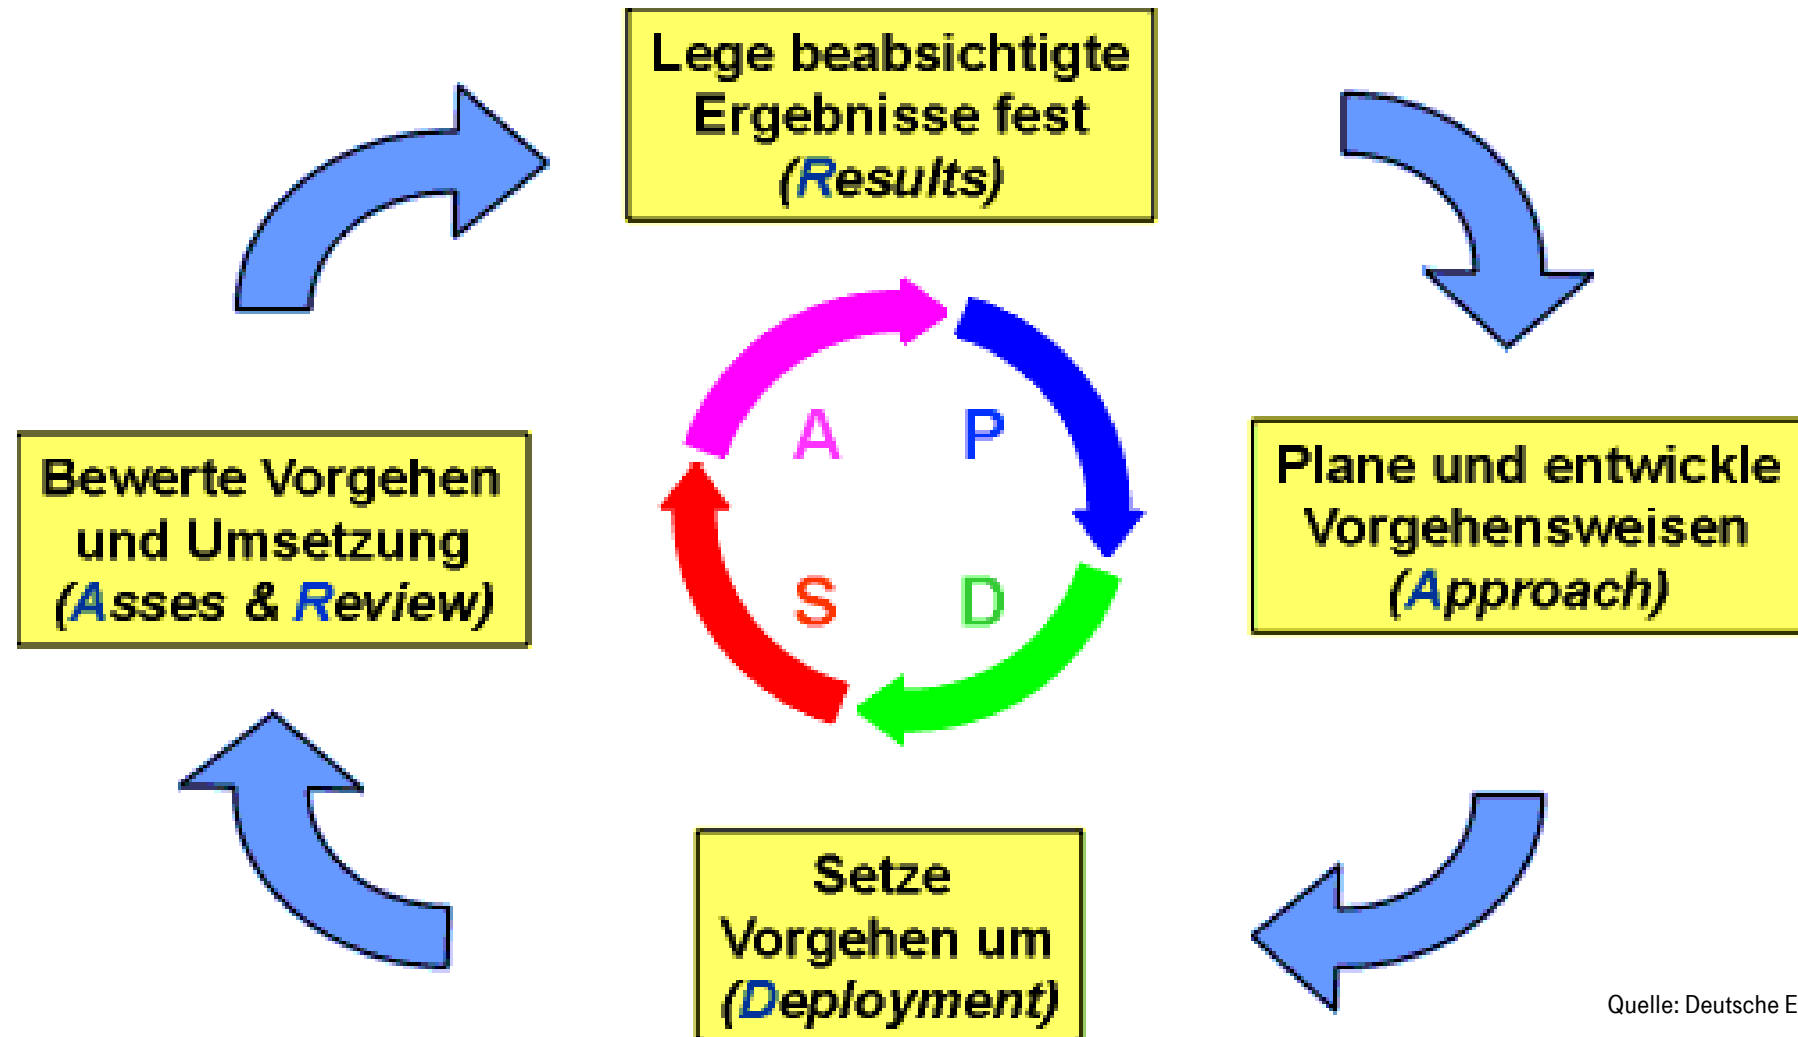 Lege beabsichtigte
Ergebnisse fest
(Results)
A
P
Bewerte Vorgehen
und Umsetzung
(Asses & Review)
Plane und entwickle
Vorgehensweisen
(Approach)
S
D
Setze
Vorgehen um
(Deployment)
Quelle: Deutsche E